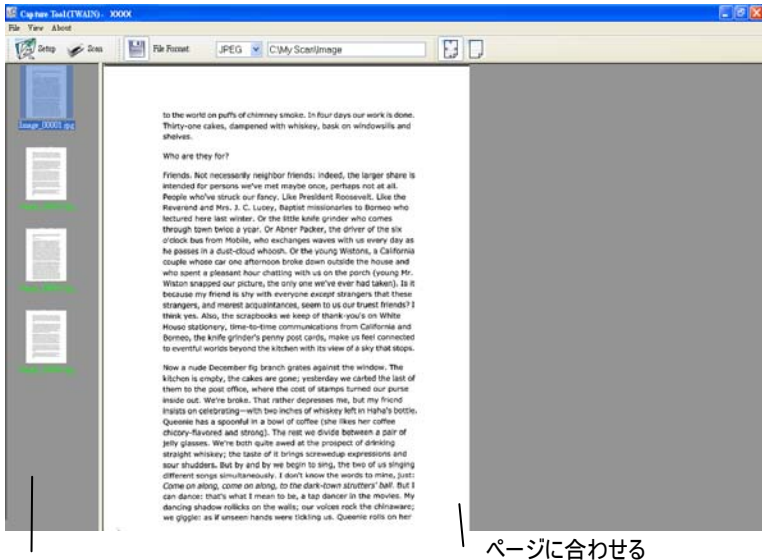 Capture Tool(TWAIN) - XXXX
File View About
Setup Scan File Format JPEG C:\My Scan\Image
Image_00001.jpg
to the world on puffs of chimney smoke. In four days our work is done.
Thirty-one cakes, dampened with whiskey, bask on windowsills and
shelves.
Who are they for?
Friends. Not necessarily neighbor friends: indeed, the larger share is
intended for persons we've met maybe once, perhaps not at all.
People who've struck our fancy. Like President Roosevelt. Like the
Reverend and Mrs. J. C. Lucey, Baptist missionaries to Borneo who
lectured here last winter. Or the little knife grinder who comes
through town twice a year. Or Abner Packer, the driver of the six
o'clock bus from Mobile, who exchanges waves with us every day as
he passes in a dust-cloud whoosh. Or the young Wistons, a California
couple whose car one afternoon broke down outside the house and
who spent a pleasant hour chatting with us on the porch (young Mr.
Wiston snapped our picture, the only one we've ever had taken). Is it
because my friend is shy with everyone except strangers that these
strangers, and merest acquaintances, seem to us our truest friends? I
think yes. Also, the scrapbooks we keep of thank-you's on White
House stationery, time-to-time communications from California and
Borneo, the knife grinder's penny post cards, make us feel connected
to eventful worlds beyond the kitchen with its view of a sky that stops.
Now a nude December fig branch grates against the window. The
kitchen is empty, the cakes are gone; yesterday we carted the last of
them to the post office, where the cost of stamps turned our purse
inside out. We're broke. That rather depresses me, but my friend
insists on celebrating—with two inches of whiskey left in Haha's bottle.
Queenie has a spoonful in a bowl of coffee (she likes her coffee
chicory-flavored and strong). The rest we divide between a pair of
jelly glasses. We're both quite awed at the prospect of drinking
straight whiskey; the taste of it brings screwedup expressions and
sour shudders. But by and by we begin to sing, the two of us singing
different songs simultaneously. I don't know the words to mine, just:
Come on along, come on along, to the dark-town strutters' ball. But I
can dance: that's what I mean to be, a tap dancer in the movies. My
dancing shadow rollicks on the walls; our voices rock the chinaware;
we giggle: as if unseen hands were tickling us. Queenie rolls on her
ページに合わせる